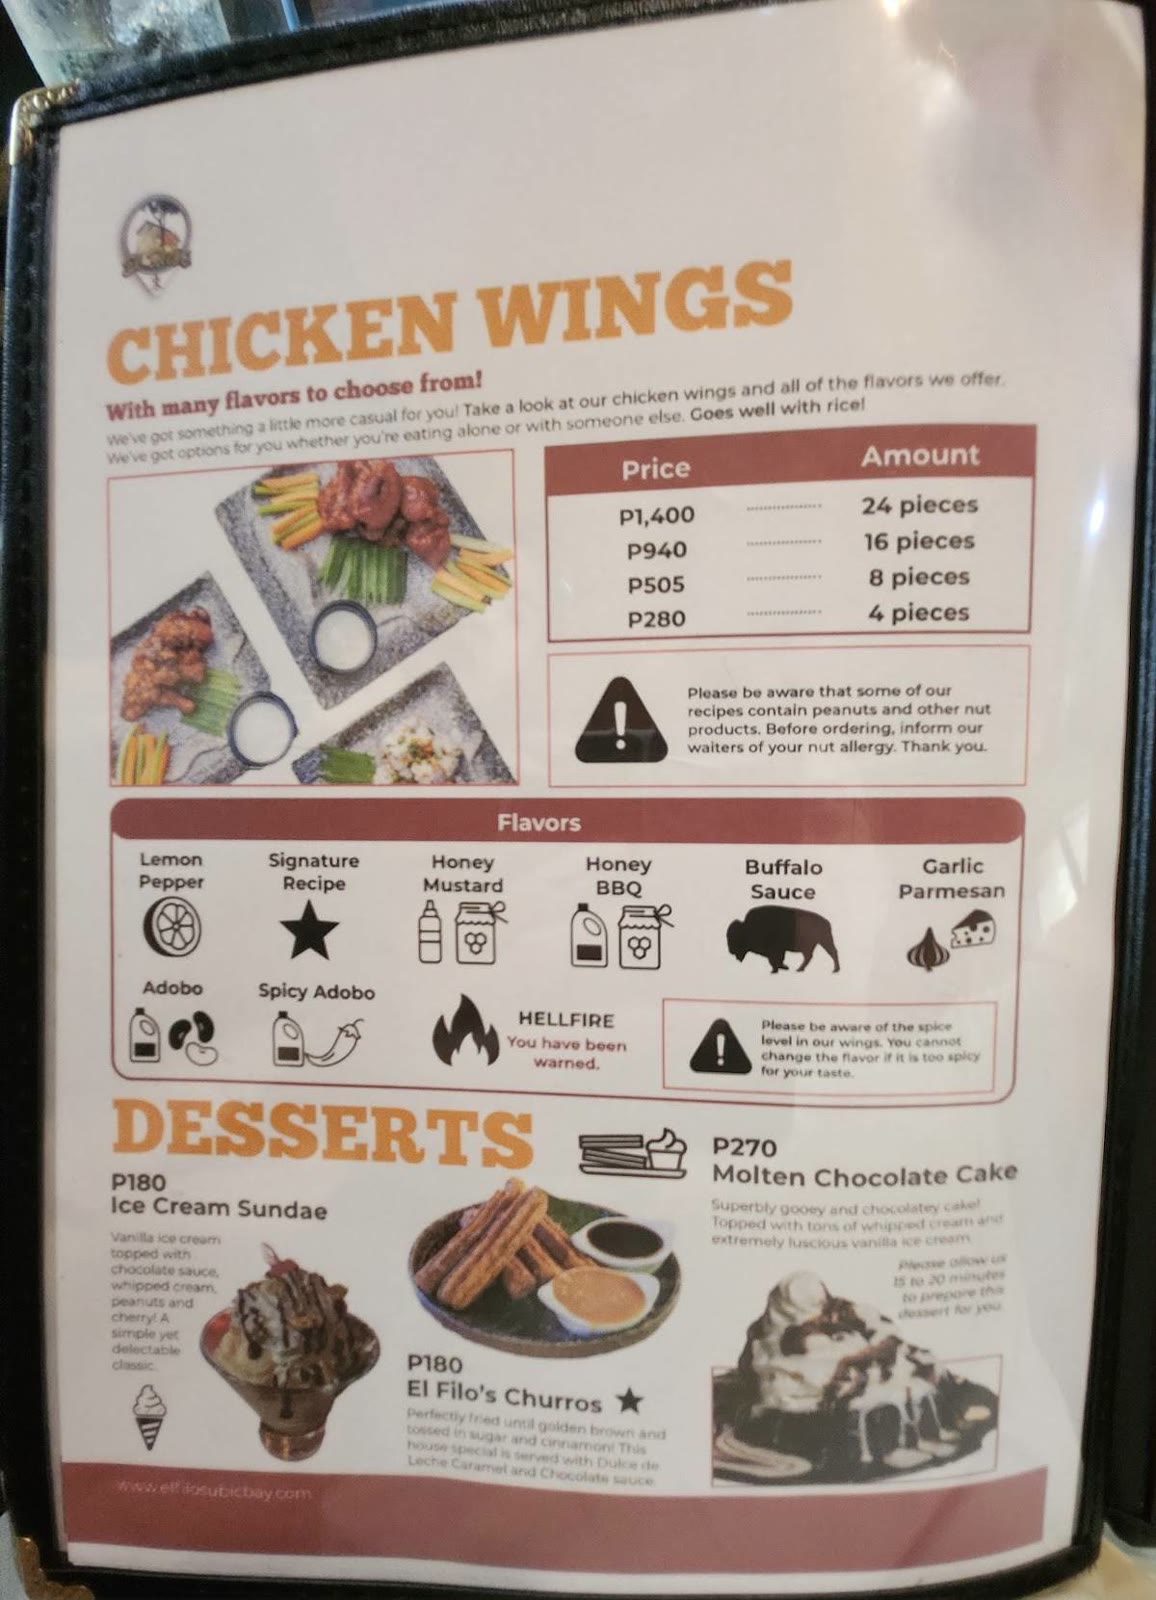 CHICKEN WINGS
With many flavors to choose from!
We've got something a little more casual for you! Take a look at our chicken wings and all of the flavors we offer.
We've got options for you whether you're eating alone or with someone else. Goes well with rice!
Price Amount
P1,400 24 pieces
P940 16 pieces
P505 8 pieces
P280 4 pieces
Please be aware that some of our
recipes contain peanuts and other nut
products. Before ordering, inform our
waiters of your nut allergy. Thank you.
Flavors
Lemon
Pepper
Signature
Recipe
Honey
Mustard
Honey
BBQ
Buffalo
Sauce
Garlic
Parmesan
Adobo
Spicy Adobo
HELLFIRE
You have been
warned.
Please be aware of the spice
level in our wings. You cannot
change the flavor if it is too spicy
for your taste.
DESSERTS
P180
Ice Cream Sundae
Vanilla ice cream
topped with
chocolate sauce,
whipped cream,
peanuts and
cherry! A
simple yet
delectable
classic.
P180
El Filo's Churros
Perfectly fried until golden brown and
tossed in sugar and cinnamon! This
house special is served with Dulce de
Leche Caramel and Chocolate sauce
P270
Molten Chocolate Cake
Superbly gooey and chocolatey cake!
Topped with tons of whipped cream and
extremely luscious vanilla ice cream.
Please allow us
15 to 20 minutes
to prepare this
dessert for you.
www.elfilosubicbay.com